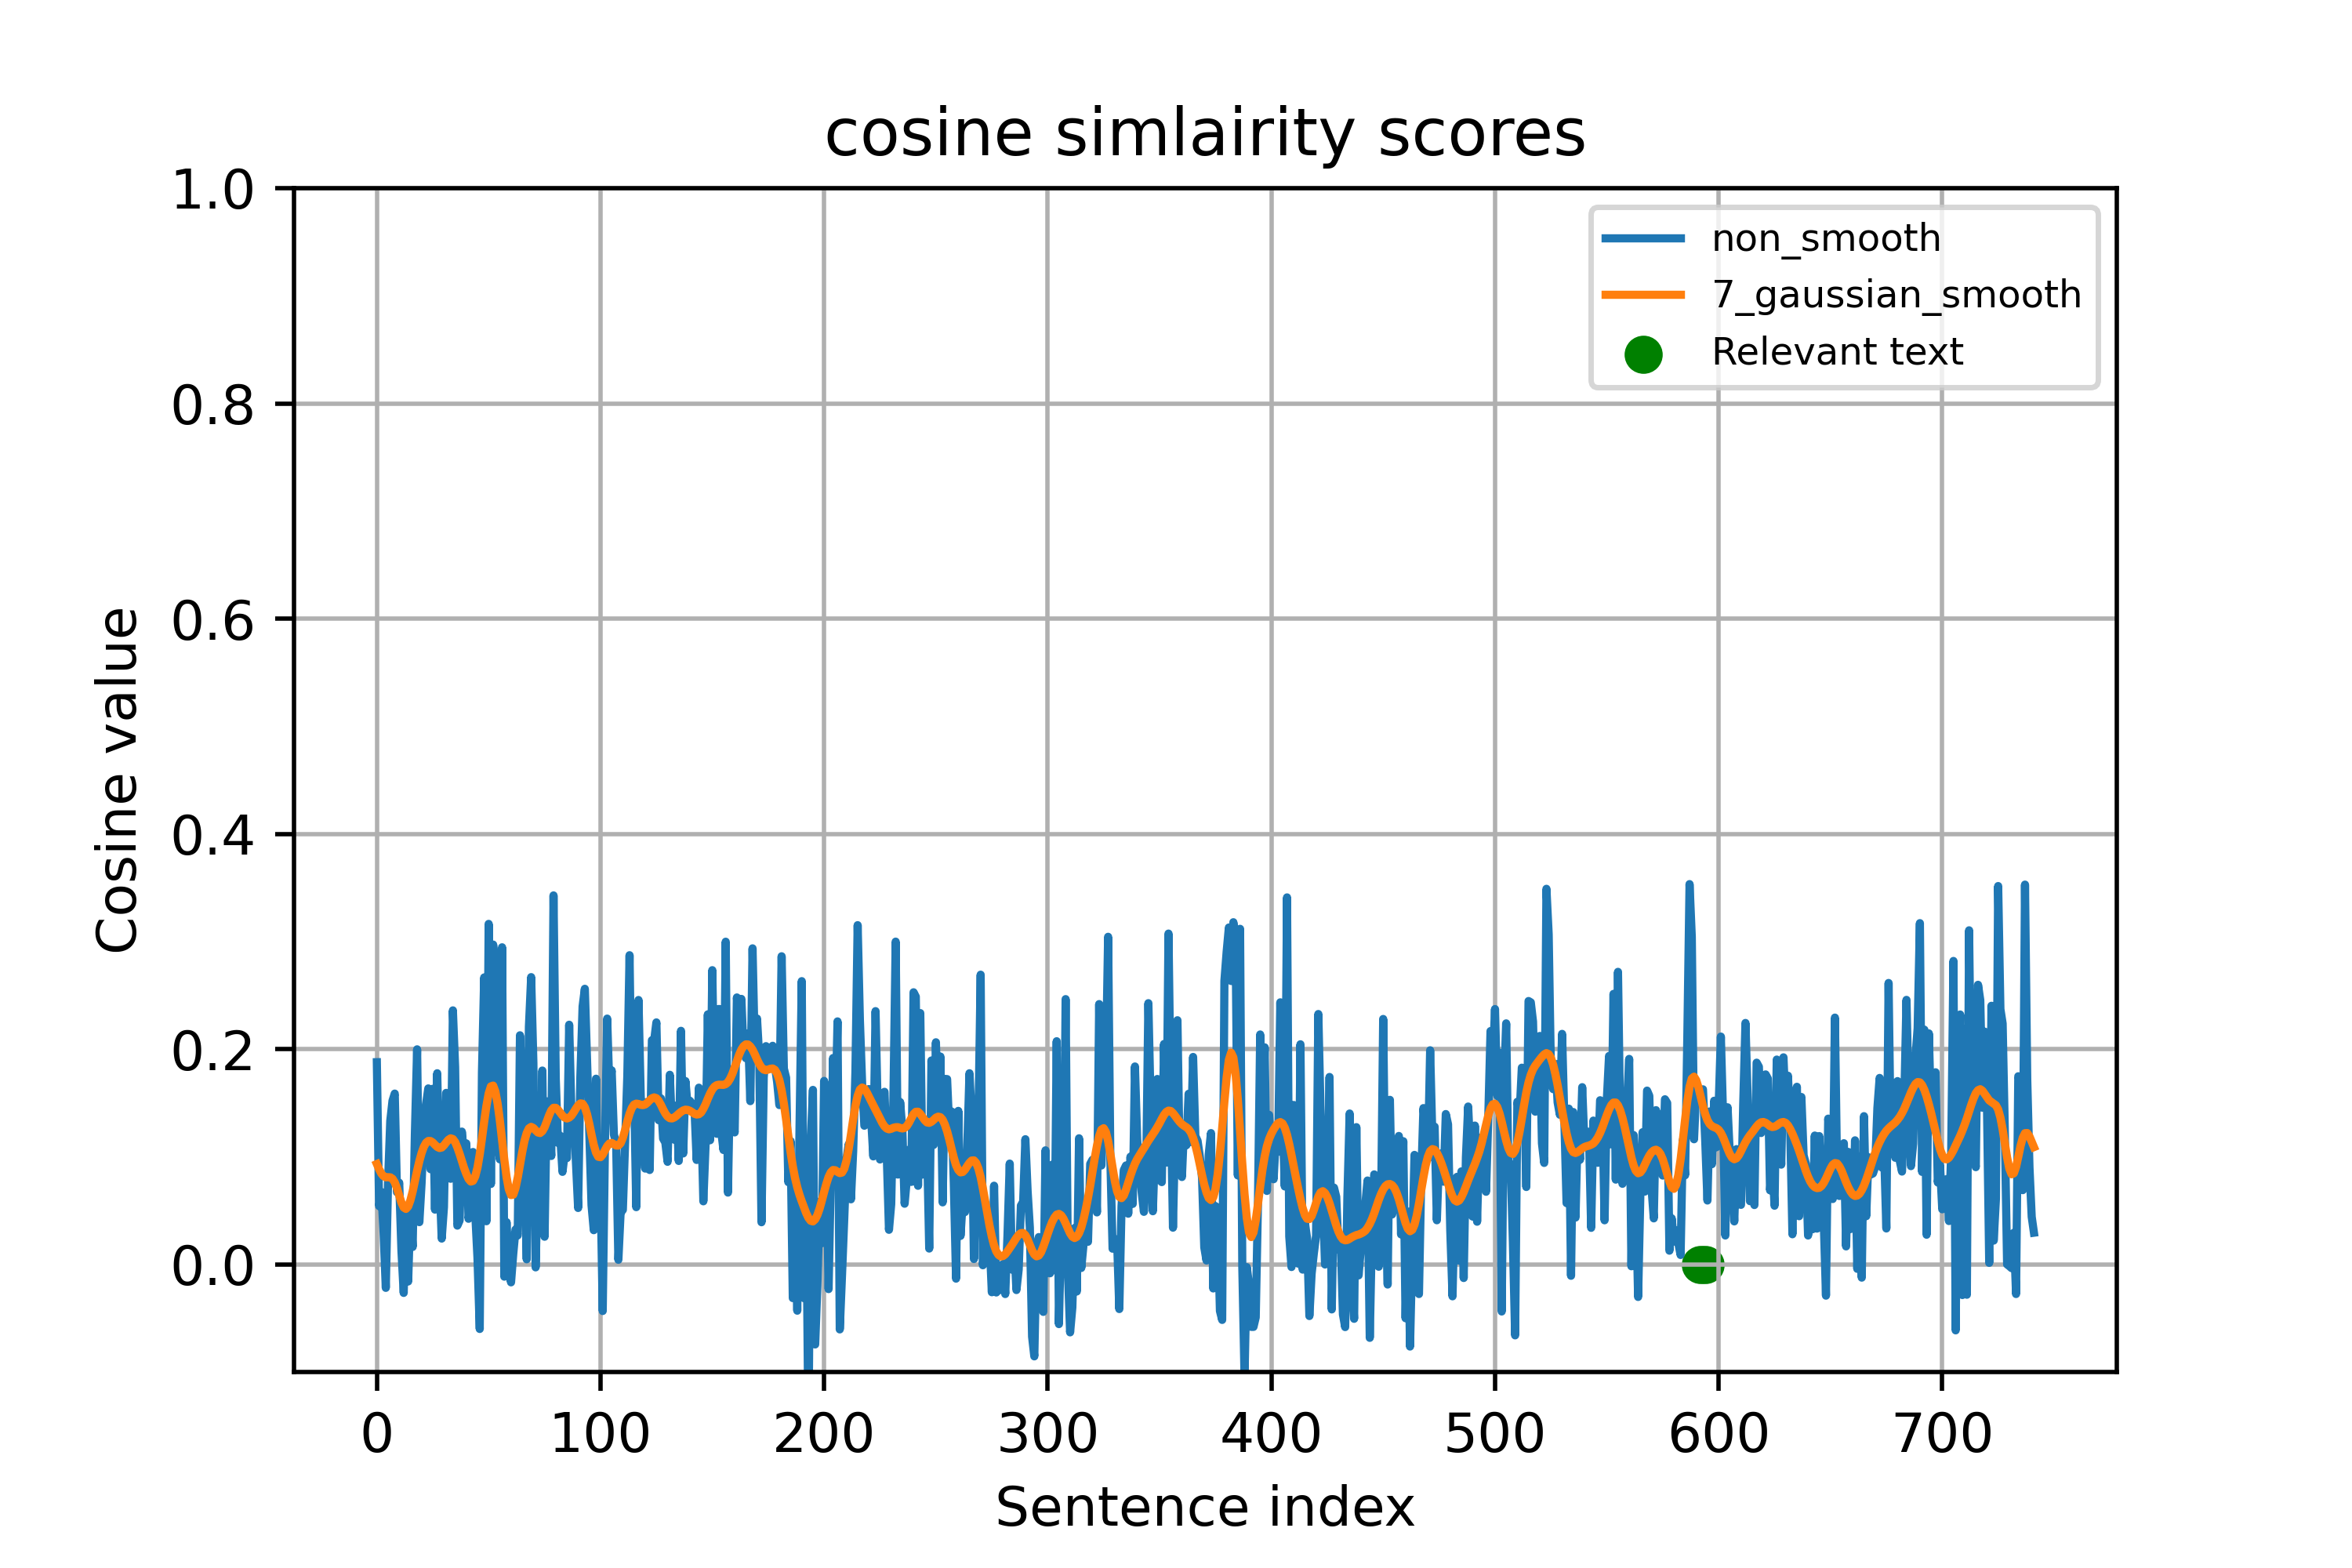 cosine simlairity scores
1.0
0.8
0.6
0.4
0.2
0.0
Cosine value
non_smooth
7_gaussian_smooth
Relevant text
0 100 200 300 400 500 600 700
Sentence index